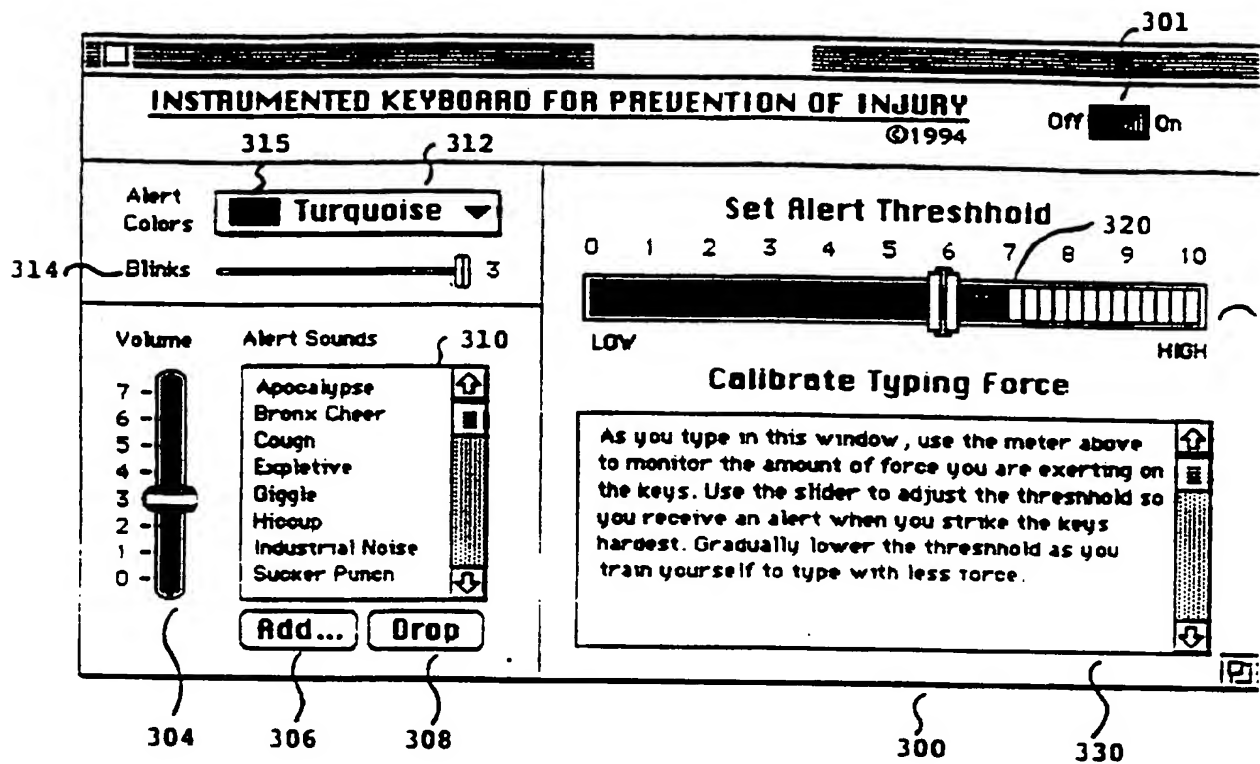 301
INSTRUMENTED KEYBOARD FOR PREVENTION OF INJURY
©1994
Off On
315 312
Alert Colors
Turquoise
314 Blinks 3
Set Alert Threshhold
320
0 1 2 3 4 5 6 7 8 9 10
LOW HIGH
Volume
7
6
5
4
3
2
1
0
Alert Sounds
310
Apocalypse
Bronx Cheer
Cough
Expletive
Giggle
Hiccup
Industrial Noise
Sucker Punch
Add... Drop
Calibrate Typing Force
As you type in this window, use the meter above
to monitor the amount of force you are exerting on
the keys. Use the slider to adjust the threshhold so
you receive an alert when you strike the keys
hardest. Gradually lower the threshhold as you
train yourself to type with less force.
304 306 308 300 330